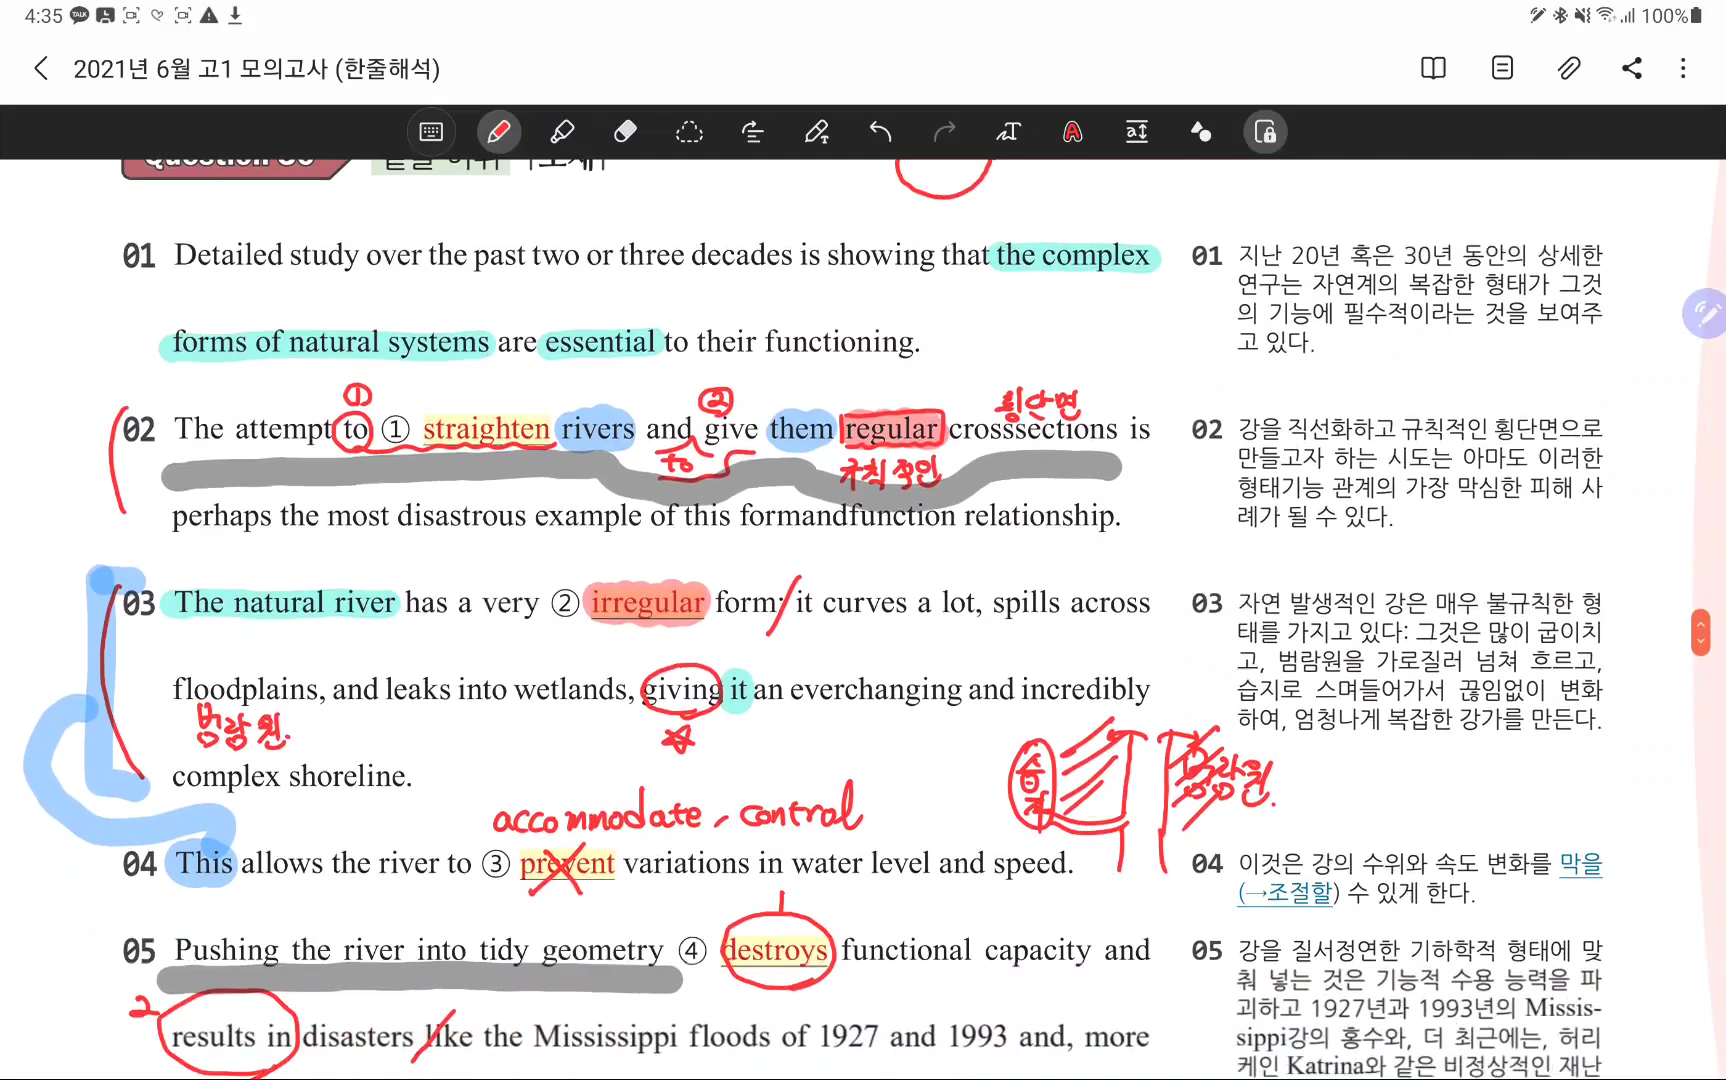 4:35
100%
2021년 6월 고1 모의고사 (한줄해석)
01 Detailed study over the past two or three decades is showing that the complex
forms of natural systems are essential to their functioning.
01 지난 20년 혹은 30년 동안의 상세한
연구는 자연계의 복잡한 형태가 그것
의 기능에 필수적이라는 것을 보여주
고 있다.
① ② 횡단면
02 The attempt to ① straighten rivers and give them regular crosssections is
to 규칙적인
perhaps the most disastrous example of this formandfunction relationship.
02 강을 직선화하고 규칙적인 횡단면으로
만들고자 하는 시도는 아마도 이러한
형태기능 관계의 가장 막심한 피해 사
례가 될 수 있다.
03 The natural river has a very ② irregular form: it curves a lot, spills across
floodplains, and leaks into wetlands, giving it an everchanging and incredibly
범람원.
complex shoreline.
03 자연 발생적인 강은 매우 불규칙한 형
태를 가지고 있다: 그것은 많이 굽이치
고, 범람원을 가로질러 넘쳐 흐르고,
습지로 스며들어가서 끊임없이 변화
하여, 엄청나게 복잡한 강가를 만든다.
습지
범람원.
accommodate, control
04 This allows the river to ③ prevent variations in water level and speed.
04 이것은 강의 수위와 속도 변화를 막을
(→조절할) 수 있게 한다.
1
05 Pushing the river into tidy geometry ④ destroys functional capacity and
2
results in disasters like the Mississippi floods of 1927 and 1993 and, more
05 강을 질서정연한 기하학적 형태에 맞
춰 넣는 것은 기능적 수용 능력을 파
괴하고 1927년과 1993년의 Missis-
sippi강의 홍수와, 더 최근에는, 허리
케인 Katrina와 같은 비정상적인 재난